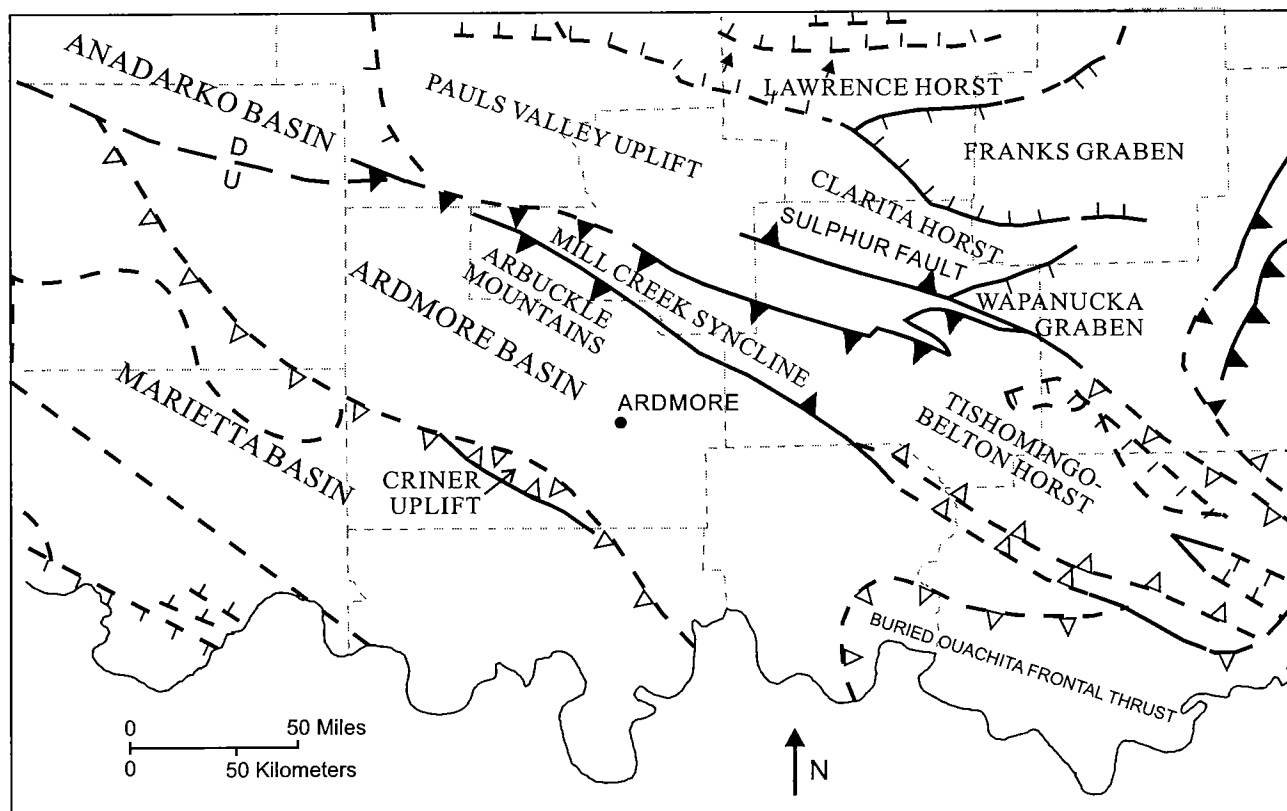 ANADARKO BASIN
D
U
PAULS VALLEY UPLIFT
LAWRENCE HORST
FRANKS GRABEN
CLARITA HORST
SULPHUR FAULT
WAPANUCKA
GRABEN
MILL CREEK SYNCLINE
ARBUCKLE
MOUNTAINS
ARDMORE BASIN
ARDMORE
MARIETTA BASIN
CRINER
UPLIFT
TISHOMINGO-
BELTON HORST
BURIED OUACHITA FRONTAL THRUST
0 50 Miles
0 50 Kilometers
N